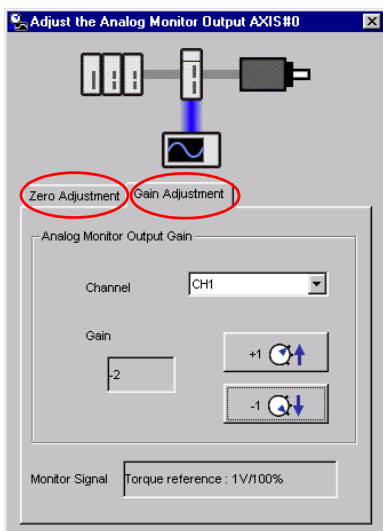 Adjust the Analog Monitor Output AXIS#0
Zero Adjustment
Gain Adjustment
Analog Monitor Output Gain
Channel
CH1
Gain
-2
+1
-1
Monitor Signal
Torque reference : 1V/100%